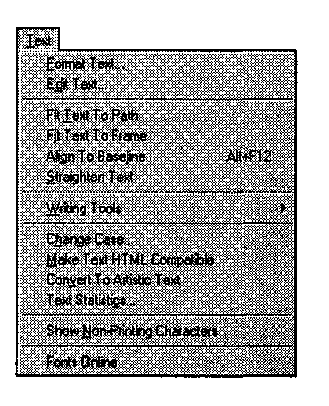 Text
Format Text...
Edit Text...
Fit Text To Path
Fit Text To Frame
Align To Baseline Alt+F12
Straighten Text
Writing Tools
Change Case...
Make Text HTML Compatible
Convert To Artistic Text
Text Statistics...
Show Non-Printing Characters
Fonts Online